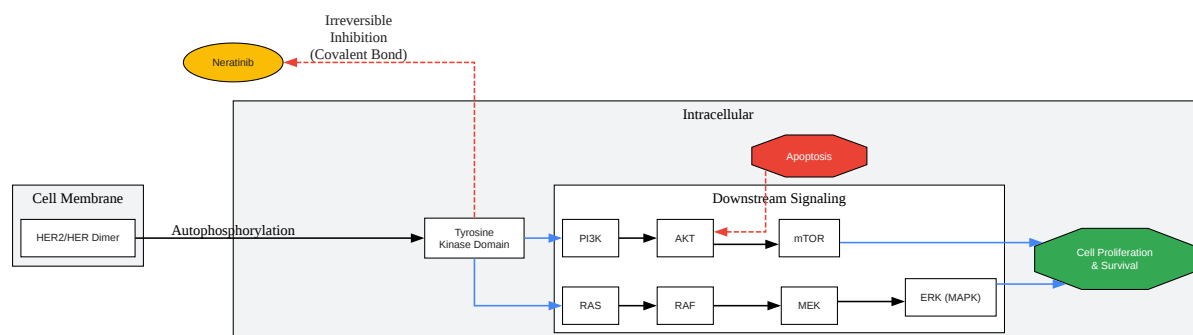 Irreversible
Inhibition
(Covalent Bond)
Neratinib
Intracellular
Apoptosis
Cell Membrane
Downstream Signaling
HER2/HER Dimer
Autophosphorylation
Tyrosine
Kinase Domain
PI3K
AKT
mTOR
Cell Proliferation
& Survival
RAS
RAF
MEK
ERK (MAPK)